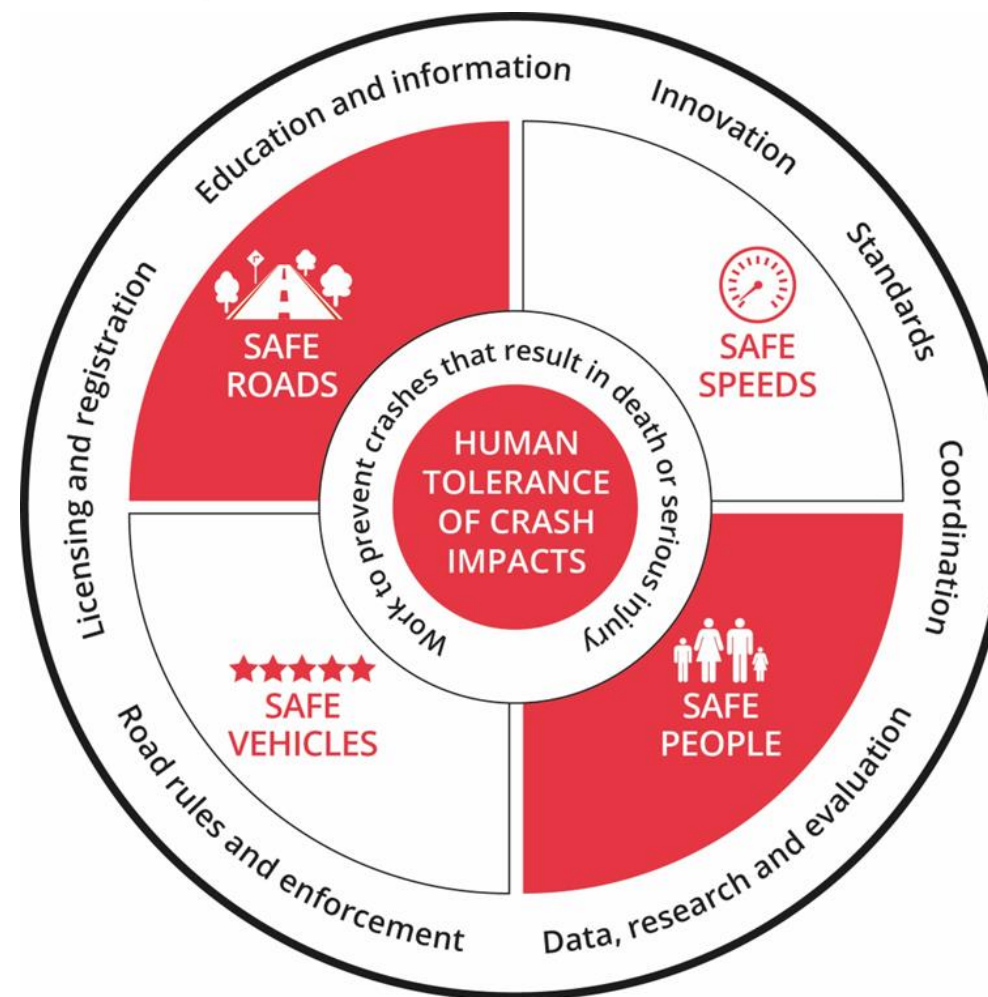 Education and information
Innovation
Standards
Coordination
Data, research and evaluation
Road rules and enforcement
Licensing and registration
SAFE
ROADS
SAFE
SPEEDS
SAFE
PEOPLE
SAFE
VEHICLES
Work to prevent crashes that result in death or serious injury
HUMAN
TOLERANCE
OF CRASH
IMPACTS